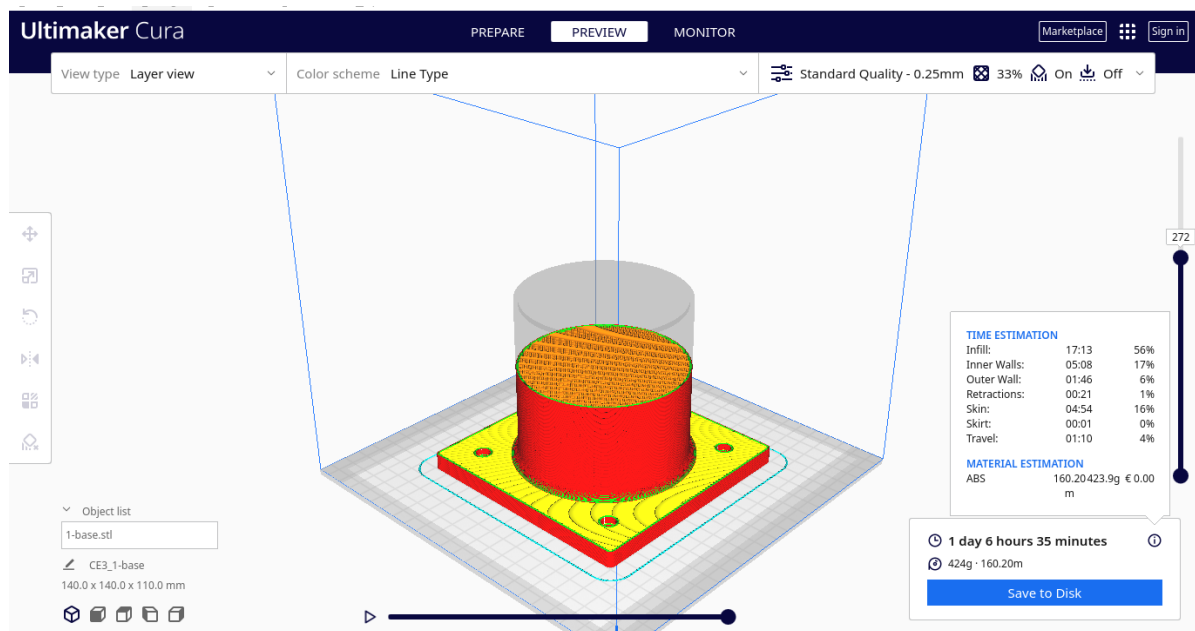 Ultimaker Cura
PREPARE PREVIEW MONITOR
Marketplace Sign in
View type Layer view Color scheme Line Type Standard Quality - 0.25mm 33% On Off
272
TIME ESTIMATION
Infill: 17:13 56%
Inner Walls: 05:08 17%
Outer Wall: 01:46 6%
Retractions: 00:21 1%
Skin: 04:54 16%
Skirt: 00:01 0%
Travel: 01:10 4%
MATERIAL ESTIMATION
ABS 160.20 423.9g € 0.00
m
Object list
1-base.stl
CE3_1-base
140.0 x 140.0 x 110.0 mm
1 day 6 hours 35 minutes
424g · 160.20m
Save to Disk